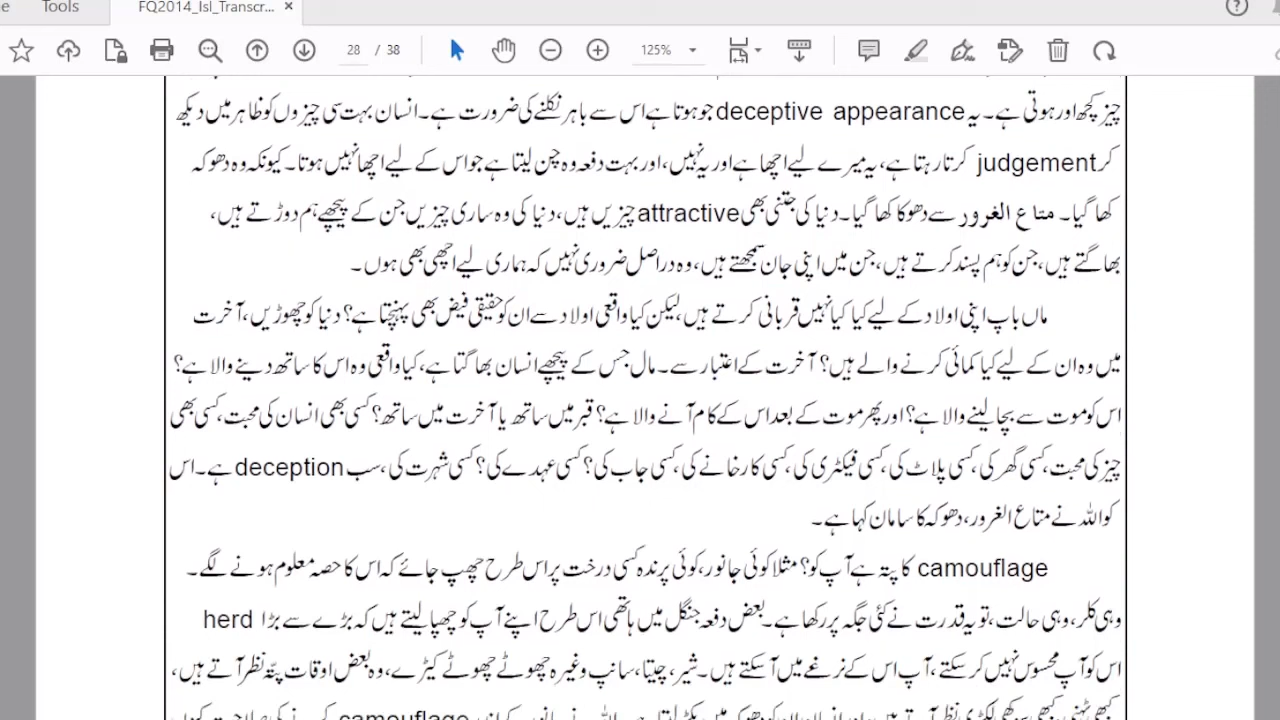 Tools
FQ2014_Isl_Transcr... ×
28 / 38
125%
چیز کچھ اور ہوتی ہے۔ یہ deceptive appearance جو ہوتا ہے اس سے باہر نکلنے کی ضرورت ہے۔ انسان بہت سی چیزوں کو ظاہر میں دیکھ
کر judgement کرتا رہتا ہے، یہ میرے لیے اچھا ہے اور یہ نہیں، اور بہت دفعہ وہ چن لیتا ہے جو اس کے لیے اچھا نہیں ہوتا۔ کیونکہ وہ دھوکہ
کھا گیا۔ متاع الغرور سے دھوکا کھا گیا۔ دنیا کی جتنی بھی attractive چیزیں ہیں، دنیا کی وہ ساری چیزیں جن کے پیچھے ہم دوڑتے ہیں،
بھاگتے ہیں، جن کو ہم پسند کرتے ہیں، جن میں اپنی جان سمجھتے ہیں، وہ دراصل ضروری نہیں کہ ہماری لیے اچھی بھی ہوں۔
ماں باپ اپنی اولاد کے لیے کیا کیا نہیں قربانی کرتے ہیں، لیکن کیا واقعی اولاد سے ان کو حقیقی فیض بھی پہنچتا ہے؟ دنیا کو چھوڑیں، آخرت
میں وہ ان کے لیے کیا کمائی کرنے والے ہیں؟ آخرت کے اعتبار سے۔ مال جس کے پیچھے انسان بھاگتا ہے، کیا واقعی وہ اس کا ساتھ دینے والا ہے؟
اس کو موت سے بچا لینے والا ہے؟ اور پھر موت کے بعد اس کے کام آنے والا ہے؟ قبر میں ساتھ یا آخرت میں ساتھ؟ کسی بھی انسان کی محبت، کسی بھی
چیز کی محبت، کسی گھر کی، کسی پلاٹ کی، کسی فیکٹری کی، کسی کارخانے کی، کسی جاب کی؟ کسی عہدے کی؟ کسی شہرت کی، سب deception ہے۔ اس
کو اللہ نے متاع الغرور، دھوکہ کا سامان کہا ہے۔
camouflage کا پتہ ہے آپ کو؟ مثلا کوئی جانور، کوئی پرندہ کسی درخت پر اس طرح چھپ جائے کہ اس کا حصہ معلوم ہونے لگے۔
وہی کلر، وہی حالت، تو یہ قدرت نے کئی جگہ پر رکھا ہے۔ بعض دفعہ جنگل میں ہاتھی اس طرح اپنے آپ کو چھپا لیتے ہیں کہ بڑے سے بڑا herd
اس کو آپ محسوس نہیں کر سکتے، آپ اس کے نرغے میں آ سکتے ہیں۔ شیر، چیتا، سانپ وغیرہ چھوٹے چھوٹے کیڑے، وہ بعض اوقات پتّہ نظر آتے ہیں،
camouflage